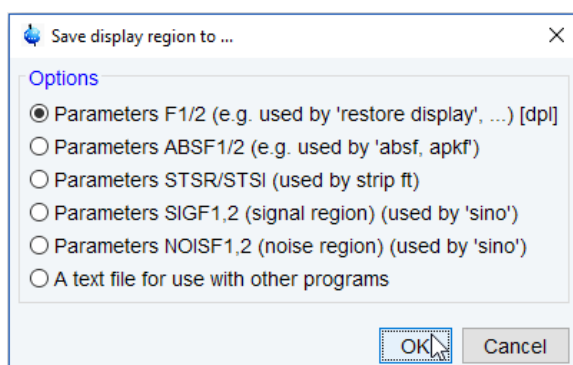 Save display region to ...
Options
Parameters F1/2 (e.g. used by 'restore display', ...) [dpl]
Parameters ABSF1/2 (e.g. used by 'absf, apkf')
Parameters STSR/STSI (used by strip ft)
Parameters SIGF1,2 (signal region) (used by 'sino')
Parameters NOISF1,2 (noise region) (used by 'sino')
A text file for use with other programs
OK Cancel